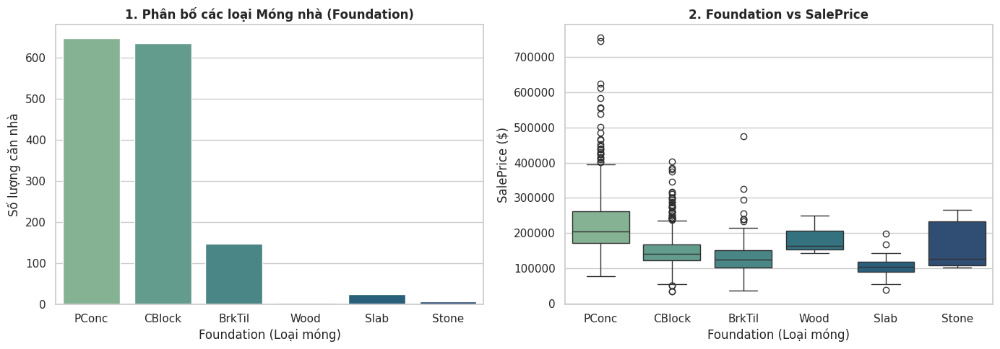 1. Phân bố các loại Móng nhà (Foundation)
Số lượng căn nhà
600
500
400
300
200
100
0
PConc CBlock BrkTil Wood Slab Stone
Foundation (Loại móng)
2. Foundation vs SalePrice
SalePrice ($)
700000
600000
500000
400000
300000
200000
100000
0
PConc CBlock BrkTil Wood Slab Stone
Foundation (Loại móng)